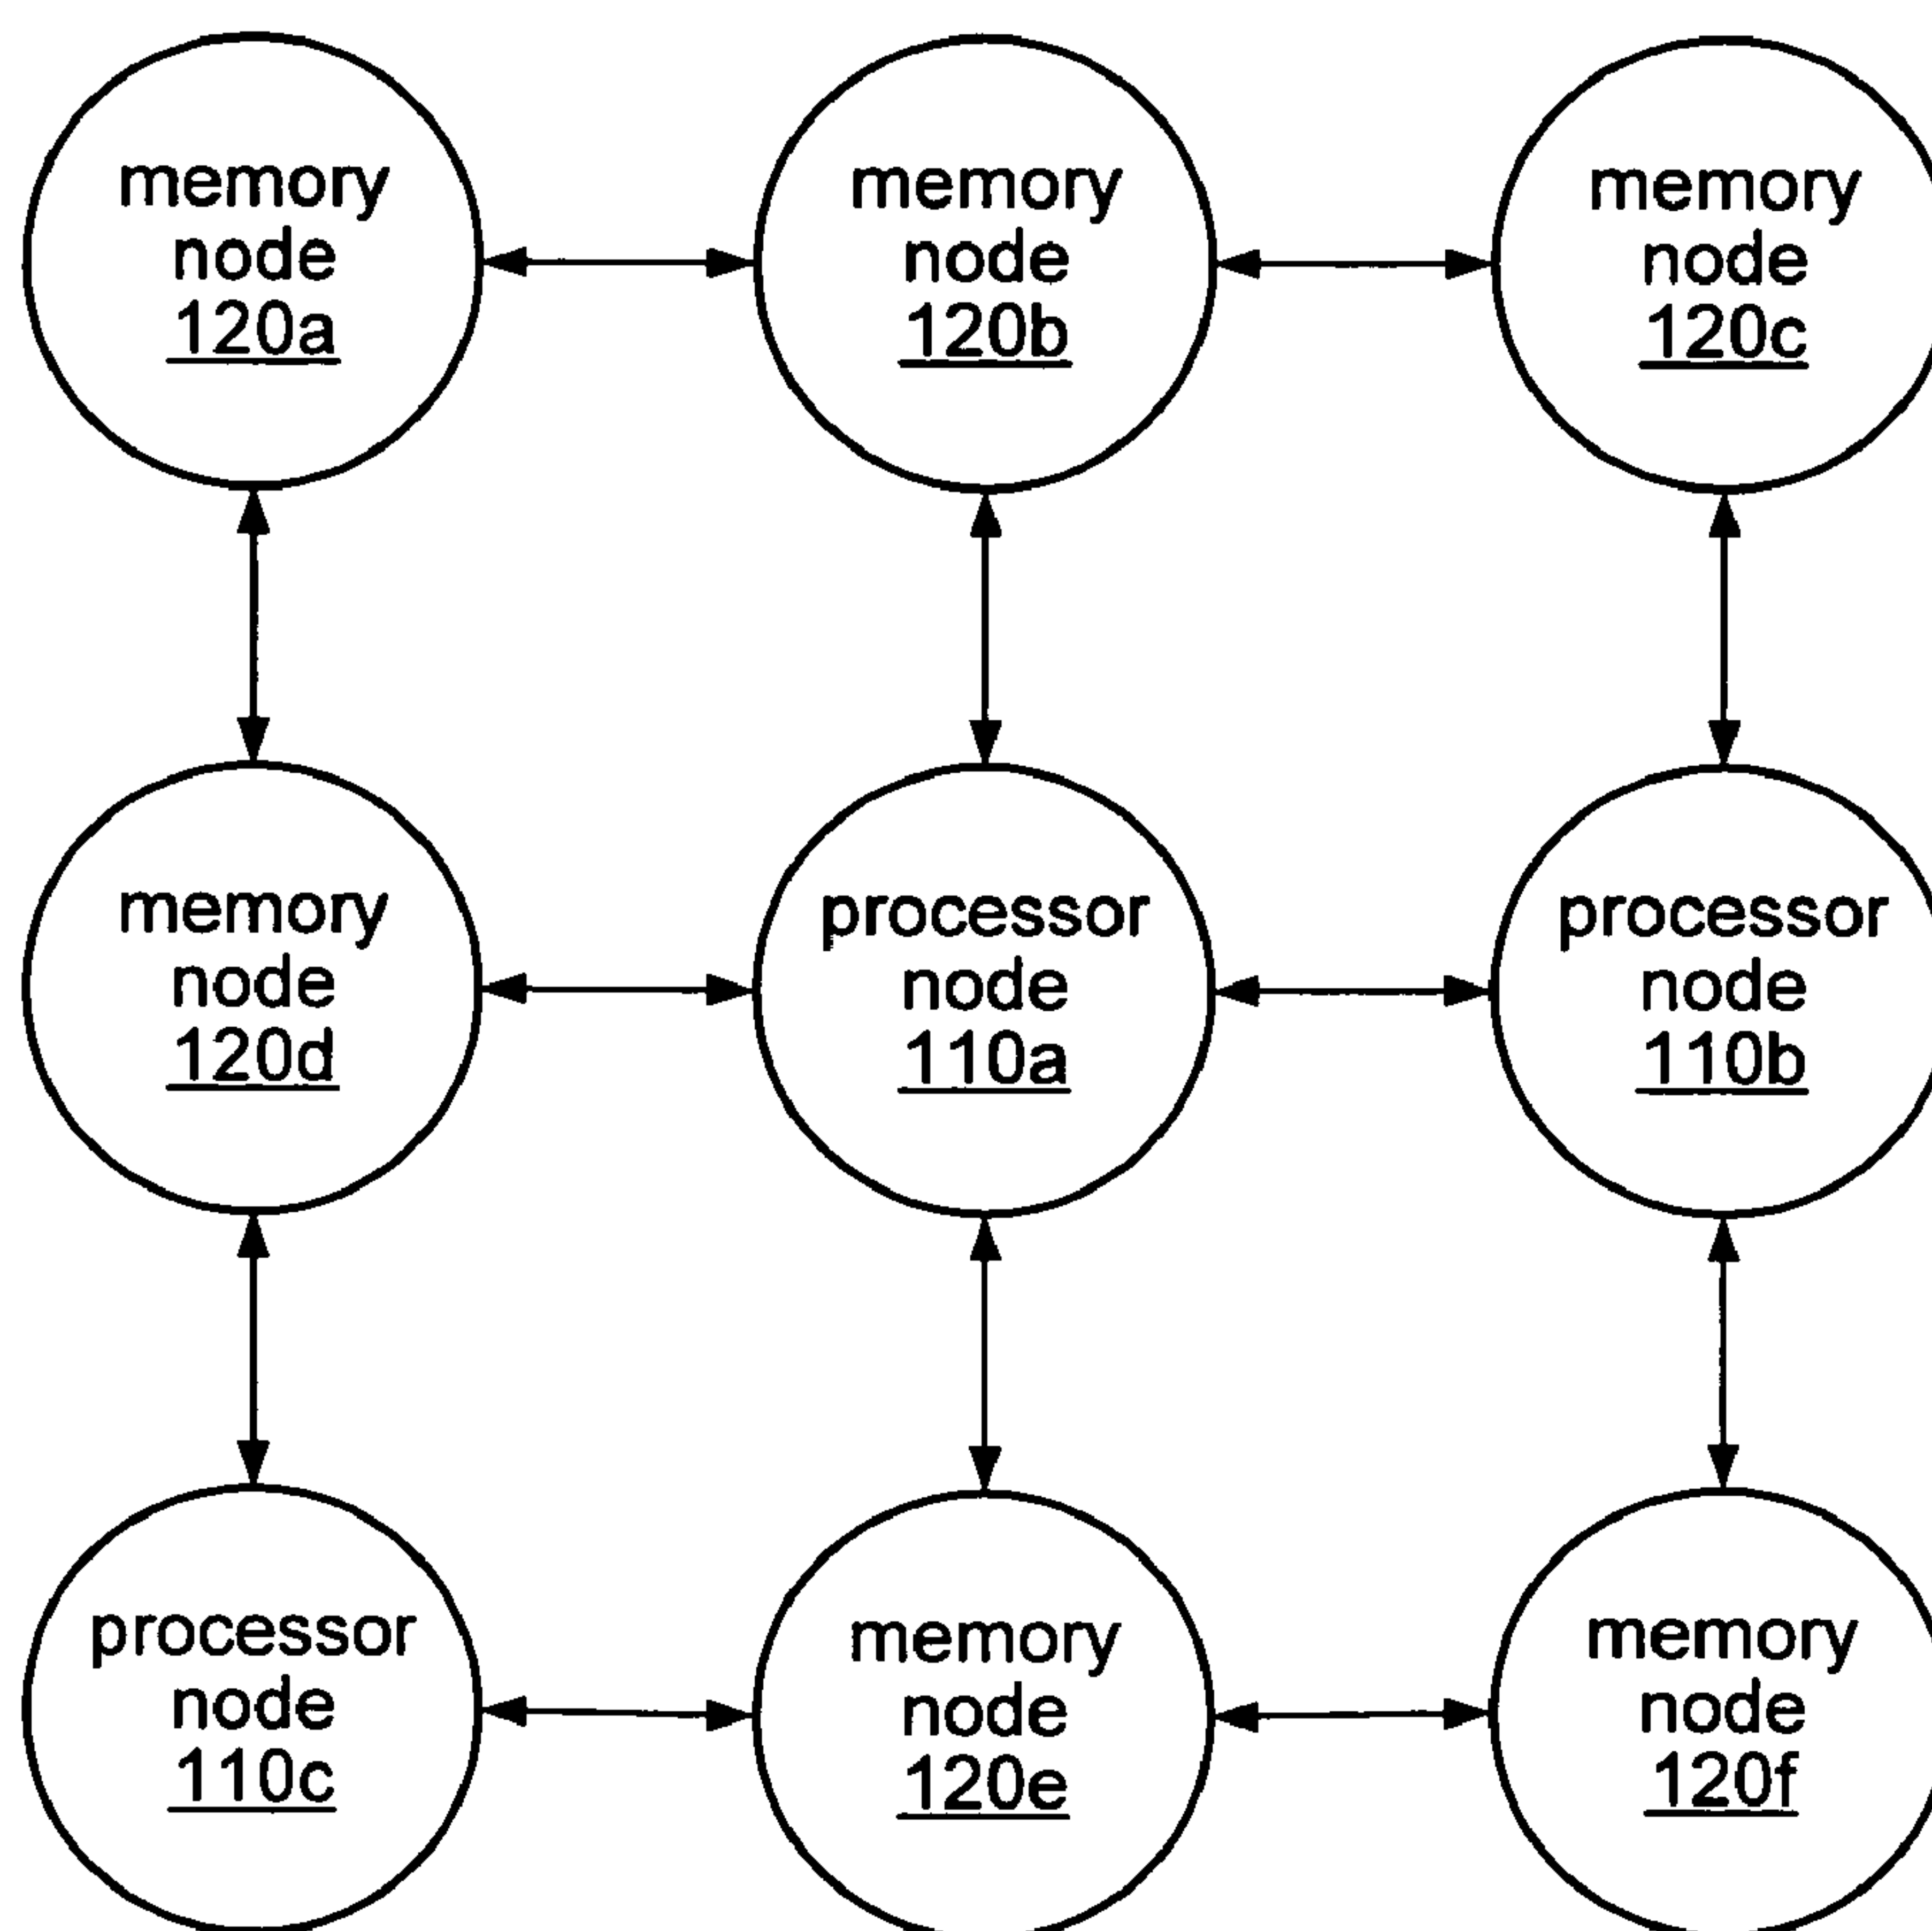 memory
node
120a
memory
node
120b
memory
node
120c
memory
node
120d
processor
node
110a
processor
node
110b
processor
node
110c
memory
node
120e
memory
node
120f